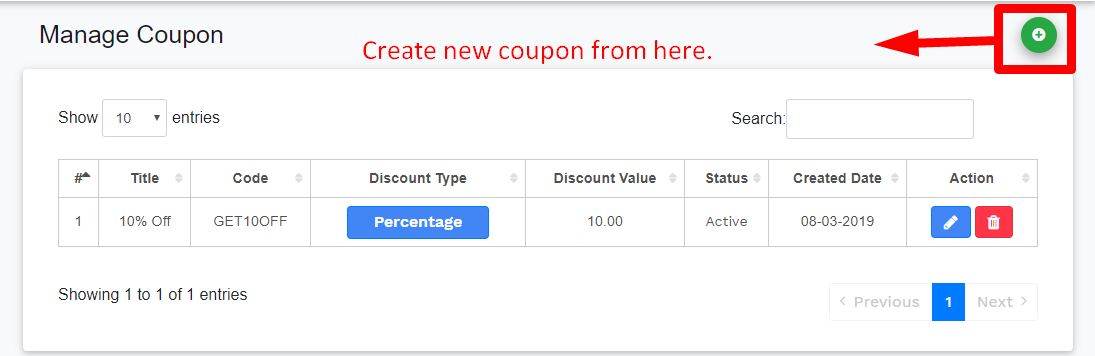 Manage Coupon
Create new coupon from here.
Show 10 entries
Search:
# Title Code Discount Type Discount Value Status Created Date Action
1 10% Off GET10OFF Percentage 10.00 Active 08-03-2019
Showing 1 to 1 of 1 entries
Previous 1 Next